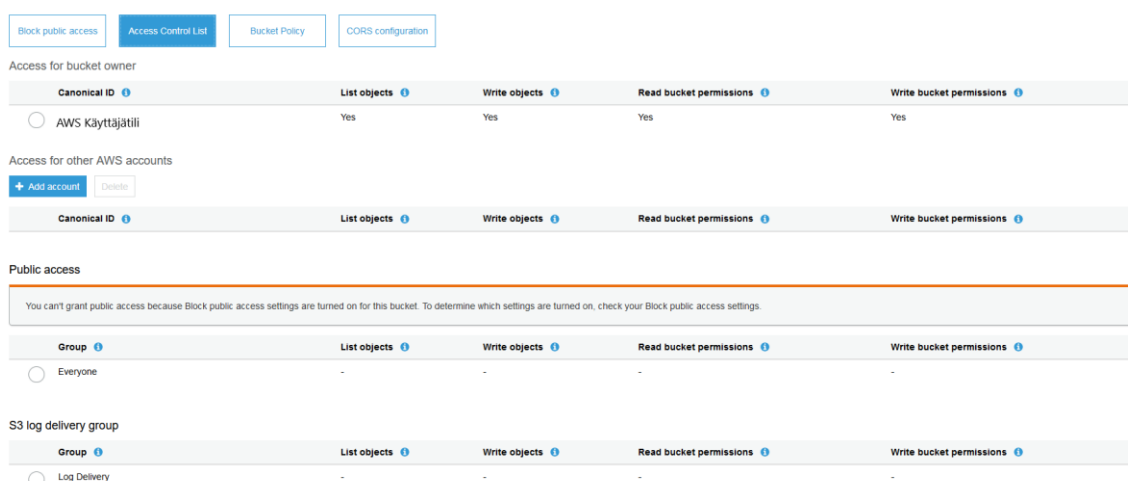 Block public access Access Control List Bucket Policy CORS configuration
Access for bucket owner
Canonical ID List objects Write objects Read bucket permissions Write bucket permissions
AWS Käyttäjätili Yes Yes Yes Yes
Access for other AWS accounts
+ Add account Delete
Canonical ID List objects Write objects Read bucket permissions Write bucket permissions
Public access
You can't grant public access because Block public access settings are turned on for this bucket. To determine which settings are turned on, check your Block public access settings.
Group List objects Write objects Read bucket permissions Write bucket permissions
Everyone - - - -
S3 log delivery group
Group List objects Write objects Read bucket permissions Write bucket permissions
Log Delivery - - - -